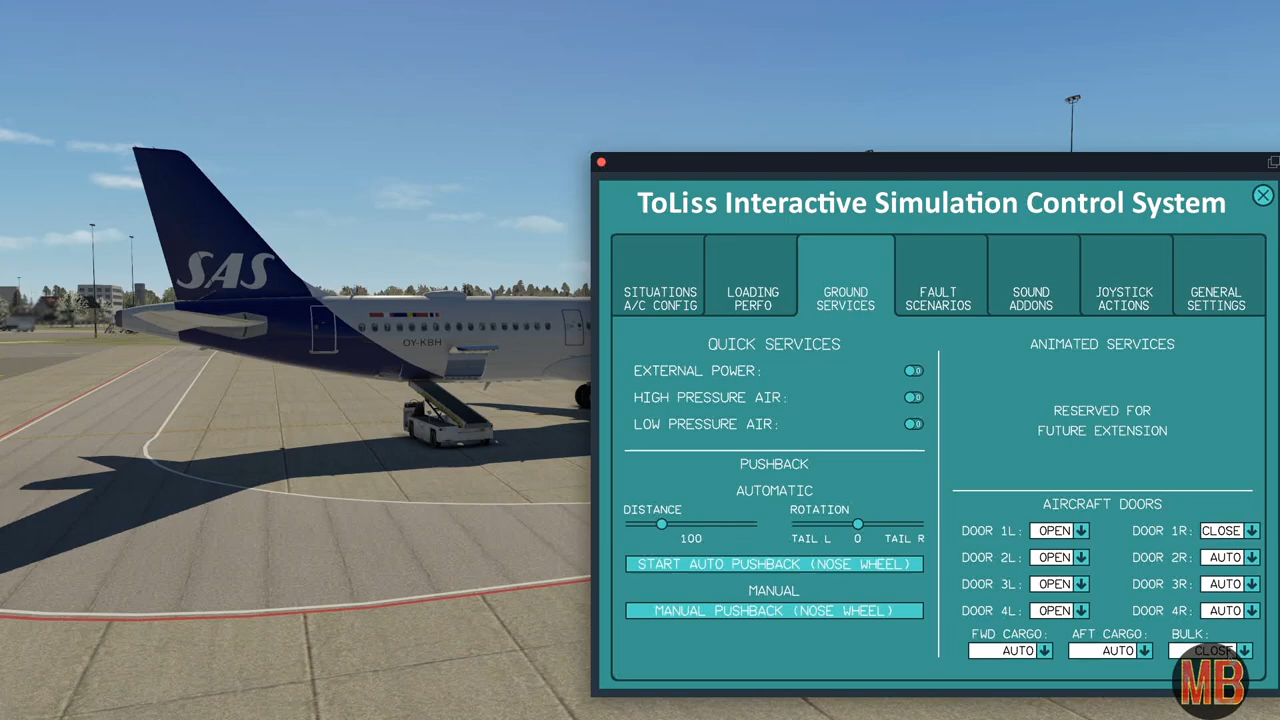 SAS
OY-KBH
ToLiss Interactive Simulation Control System
SITUATIONS
A/C CONFIG
LOADING
PERFO
GROUND
SERVICES
FAULT
SCENARIOS
SOUND
ADDONS
JOYSTICK
ACTIONS
GENERAL
SETTINGS
QUICK SERVICES
EXTERNAL POWER: 0
HIGH PRESSURE AIR: 0
LOW PRESSURE AIR: 0
PUSHBACK
AUTOMATIC
DISTANCE
100
ROTATION
TAIL L 0 TAIL R
START AUTO PUSHBACK (NOSE WHEEL)
MANUAL
MANUAL PUSHBACK (NOSE WHEEL)
ANIMATED SERVICES
RESERVED FOR
FUTURE EXTENSION
AIRCRAFT DOORS
DOOR 1L: OPEN DOOR 1R: CLOSE
DOOR 2L: OPEN DOOR 2R: AUTO
DOOR 3L: OPEN DOOR 3R: AUTO
DOOR 4L: OPEN DOOR 4R: AUTO
FWD CARGO: AFT CARGO: BULK:
AUTO AUTO CLOSE
MB